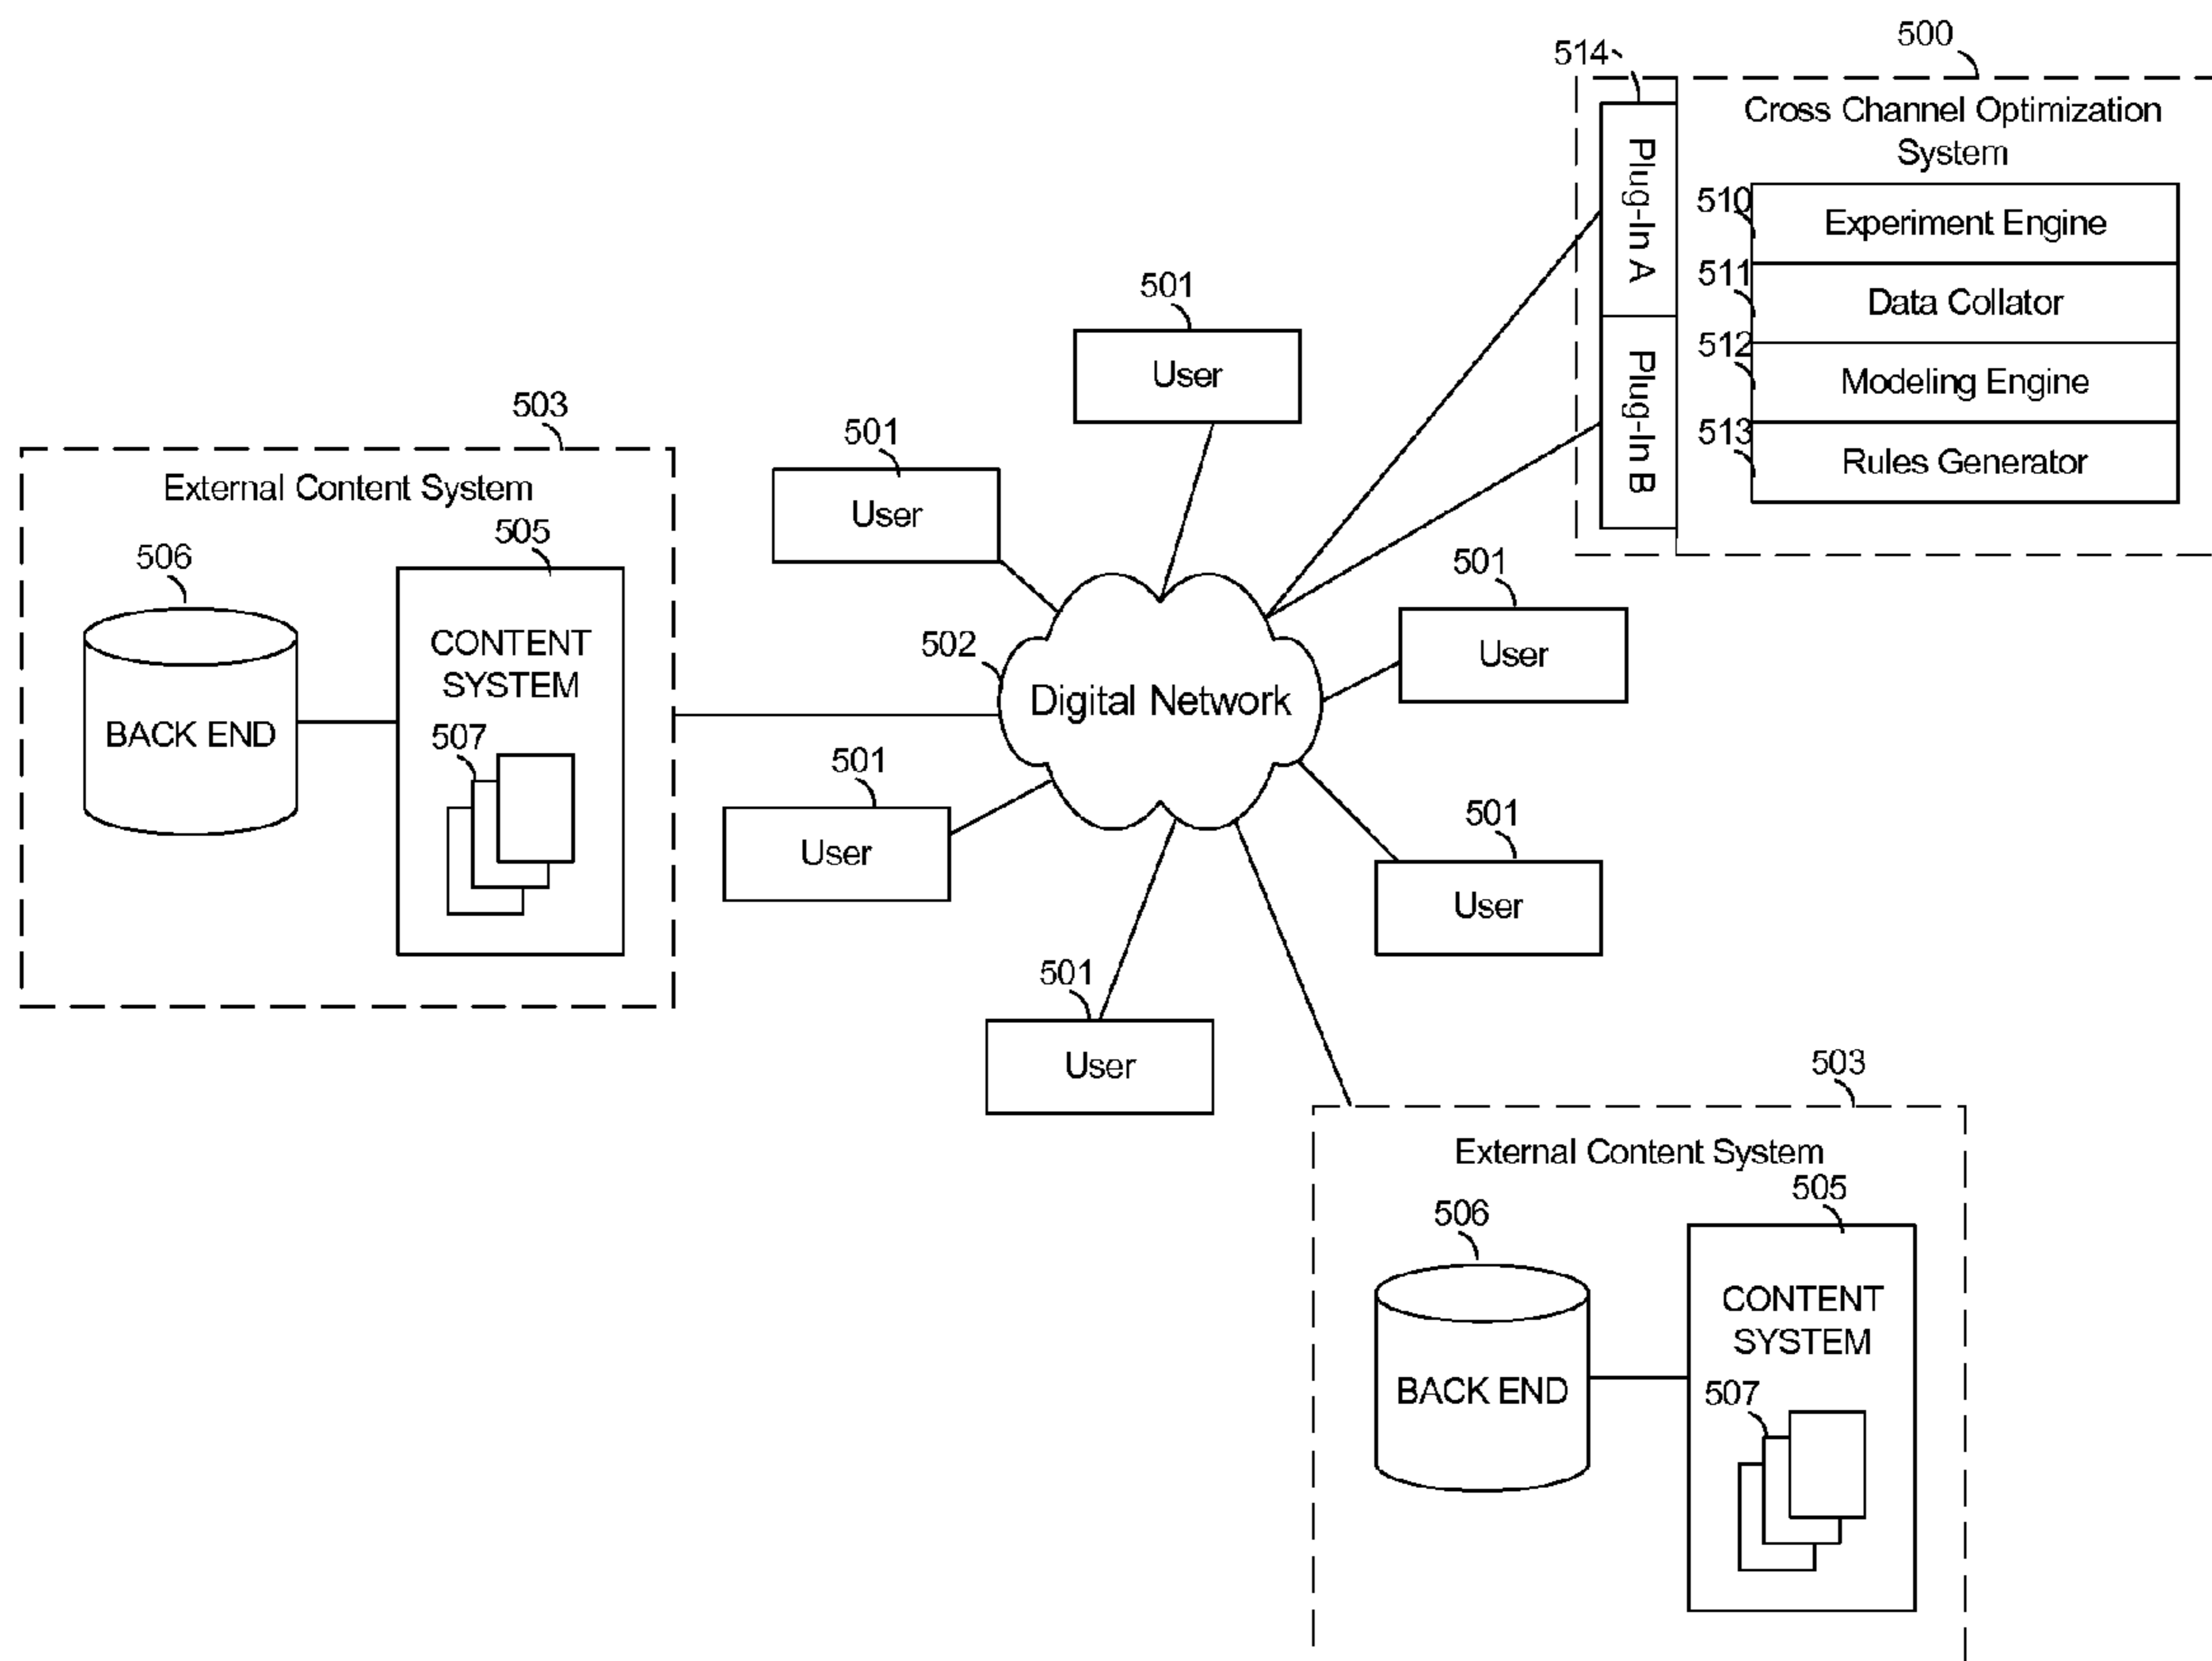 500
514
Cross Channel Optimization
System
Plug-In A
Plug-In B
510
Experiment Engine
511
Data Collator
512
Modeling Engine
513
Rules Generator
501
User
501
User
503
External Content System
505
506
CONTENT
SYSTEM
BACK END
507
502
Digital Network
501
User
501
User
501
User
501
User
503
External Content System
505
506
CONTENT
SYSTEM
BACK END
507